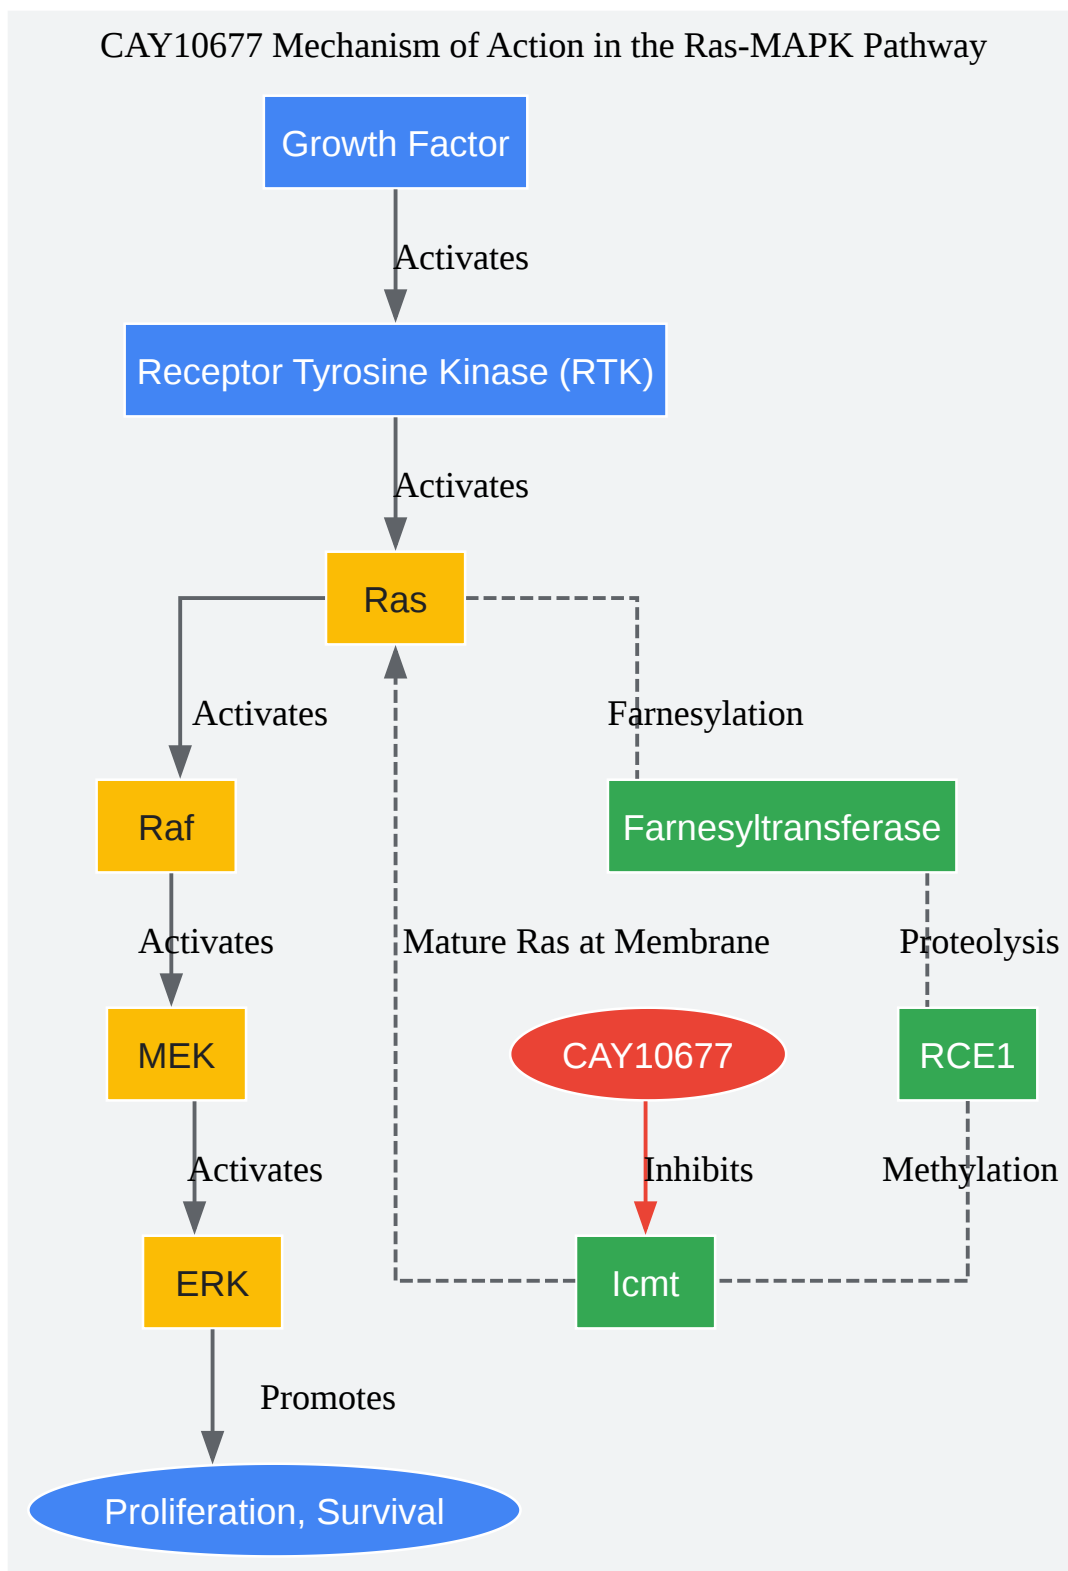 CAY10677 Mechanism of Action in the Ras-MAPK Pathway
Growth Factor
Activates
Receptor Tyrosine Kinase (RTK)
Activates
Ras
Activates
Farnesylation
Raf
Farnesyltransferase
Activates
Mature Ras at Membrane
Proteolysis
MEK
CAY10677
RCE1
Activates
Inhibits
Methylation
ERK
Icmt
Promotes
Proliferation, Survival